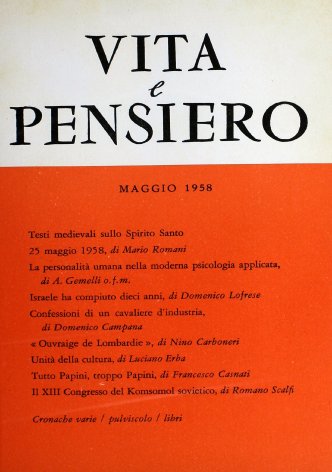 VITA
e
PENSIERO
MAGGIO 1958
Testi medievali sullo Spirito Santo
25 maggio 1958, di Mario Romani
La personalità umana nella moderna psicologia applicata,
di A. Gemelli o.f.m.
Israele ha compiuto dieci anni, di Domenico Lofrese
Confessioni di un cavaliere d'industria,
di Domenico Campana
« Ouvraige de Lombardie », di Nino Carboneri
Unità della cultura, di Luciano Erba
Tutto Papini, troppo Papini, di Francesco Casnati
Il XIII Congresso del Komsomol sovietico, di Romano Scalfi
Cronache varie / pulviscolo / libri